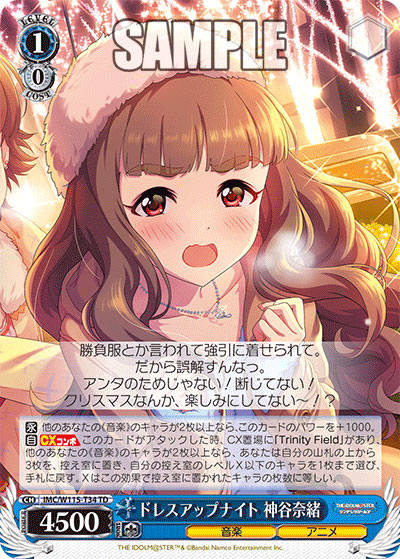 LEVEL
1
0
COST
SAMPLE
勝負服とか言われて強引に着せられて。
だから誤解すんなっ。
アンタのためじゃない！断じてない！
クリスマスなんか、楽しみにしてない～！？
永 他のあなたの《音楽》のキャラが2枚以上なら、このカードのパワーを＋1000。
自 CXコンボ このカードがアタックした時、CX置場に「Trinity Field」があり、
他のあなたの《音楽》のキャラが2枚以上なら、あなたは自分の山札の上から
3枚を、控え室に置き、自分の控え室のレベルX以下のキャラを1枚まで選び、
手札に戻す。Xはこの効果で控え室に置かれたキャラの枚数に等しい。
CH IMC/W115-T34 TD
4500
ドレスアップナイト 神谷奈緒
音楽
アニメ
THE IDOLM@STER™& ©Bandai Namco Entertainment Inc.